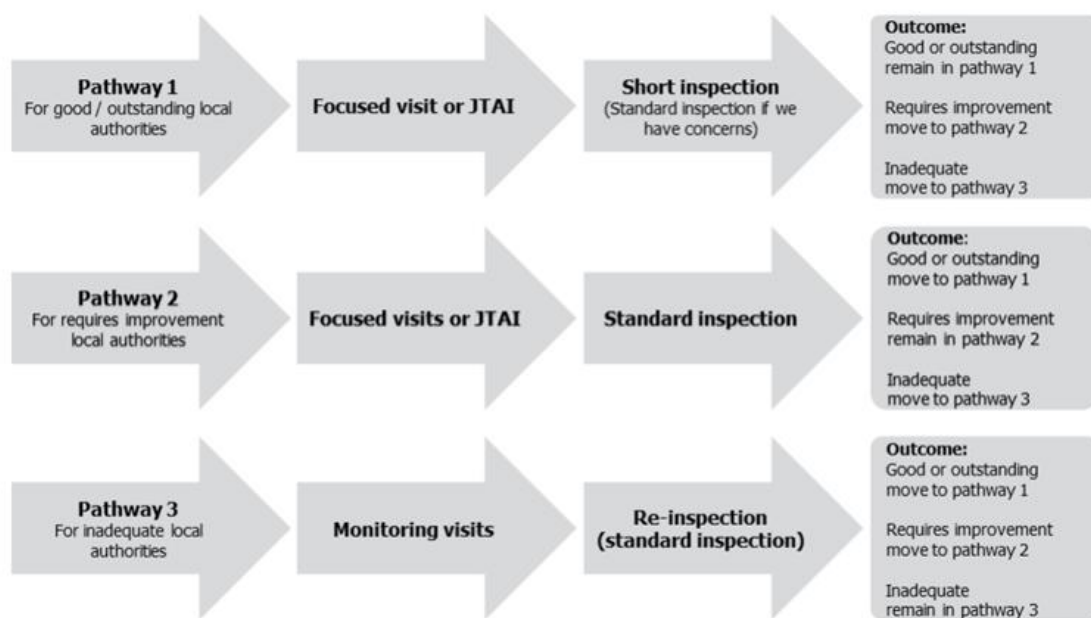 Pathway 1
For good / outstanding local
authorities
Focused visit or JTAI
Short inspection
(Standard inspection if we
have concerns)
Outcome:
Good or outstanding
remain in pathway 1
Requires improvement
move to pathway 2
Inadequate
move to pathway 3
Pathway 2
For requires improvement
local authorities
Focused visits or JTAI
Standard inspection
Outcome:
Good or outstanding
move to pathway 1
Requires improvement
remain in pathway 2
Inadequate
move to pathway 3
Pathway 3
For inadequate local
authorities
Monitoring visits
Re-inspection
(standard inspection)
Outcome:
Good or outstanding
move to pathway 1
Requires improvement
move to pathway 2
Inadequate
remain in pathway 3